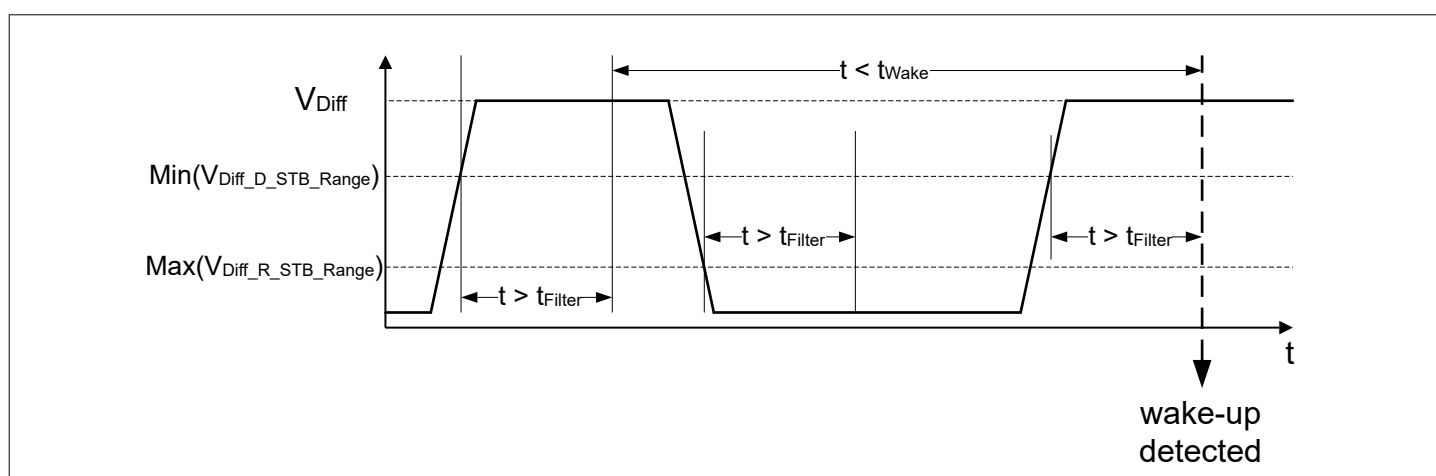 t < tWake
VDiff
Min(VDiff_D_STB_Range)
t > tFilter
t > tFilter
Max(VDiff_R_STB_Range)
t > tFilter
t
wake-up
detected